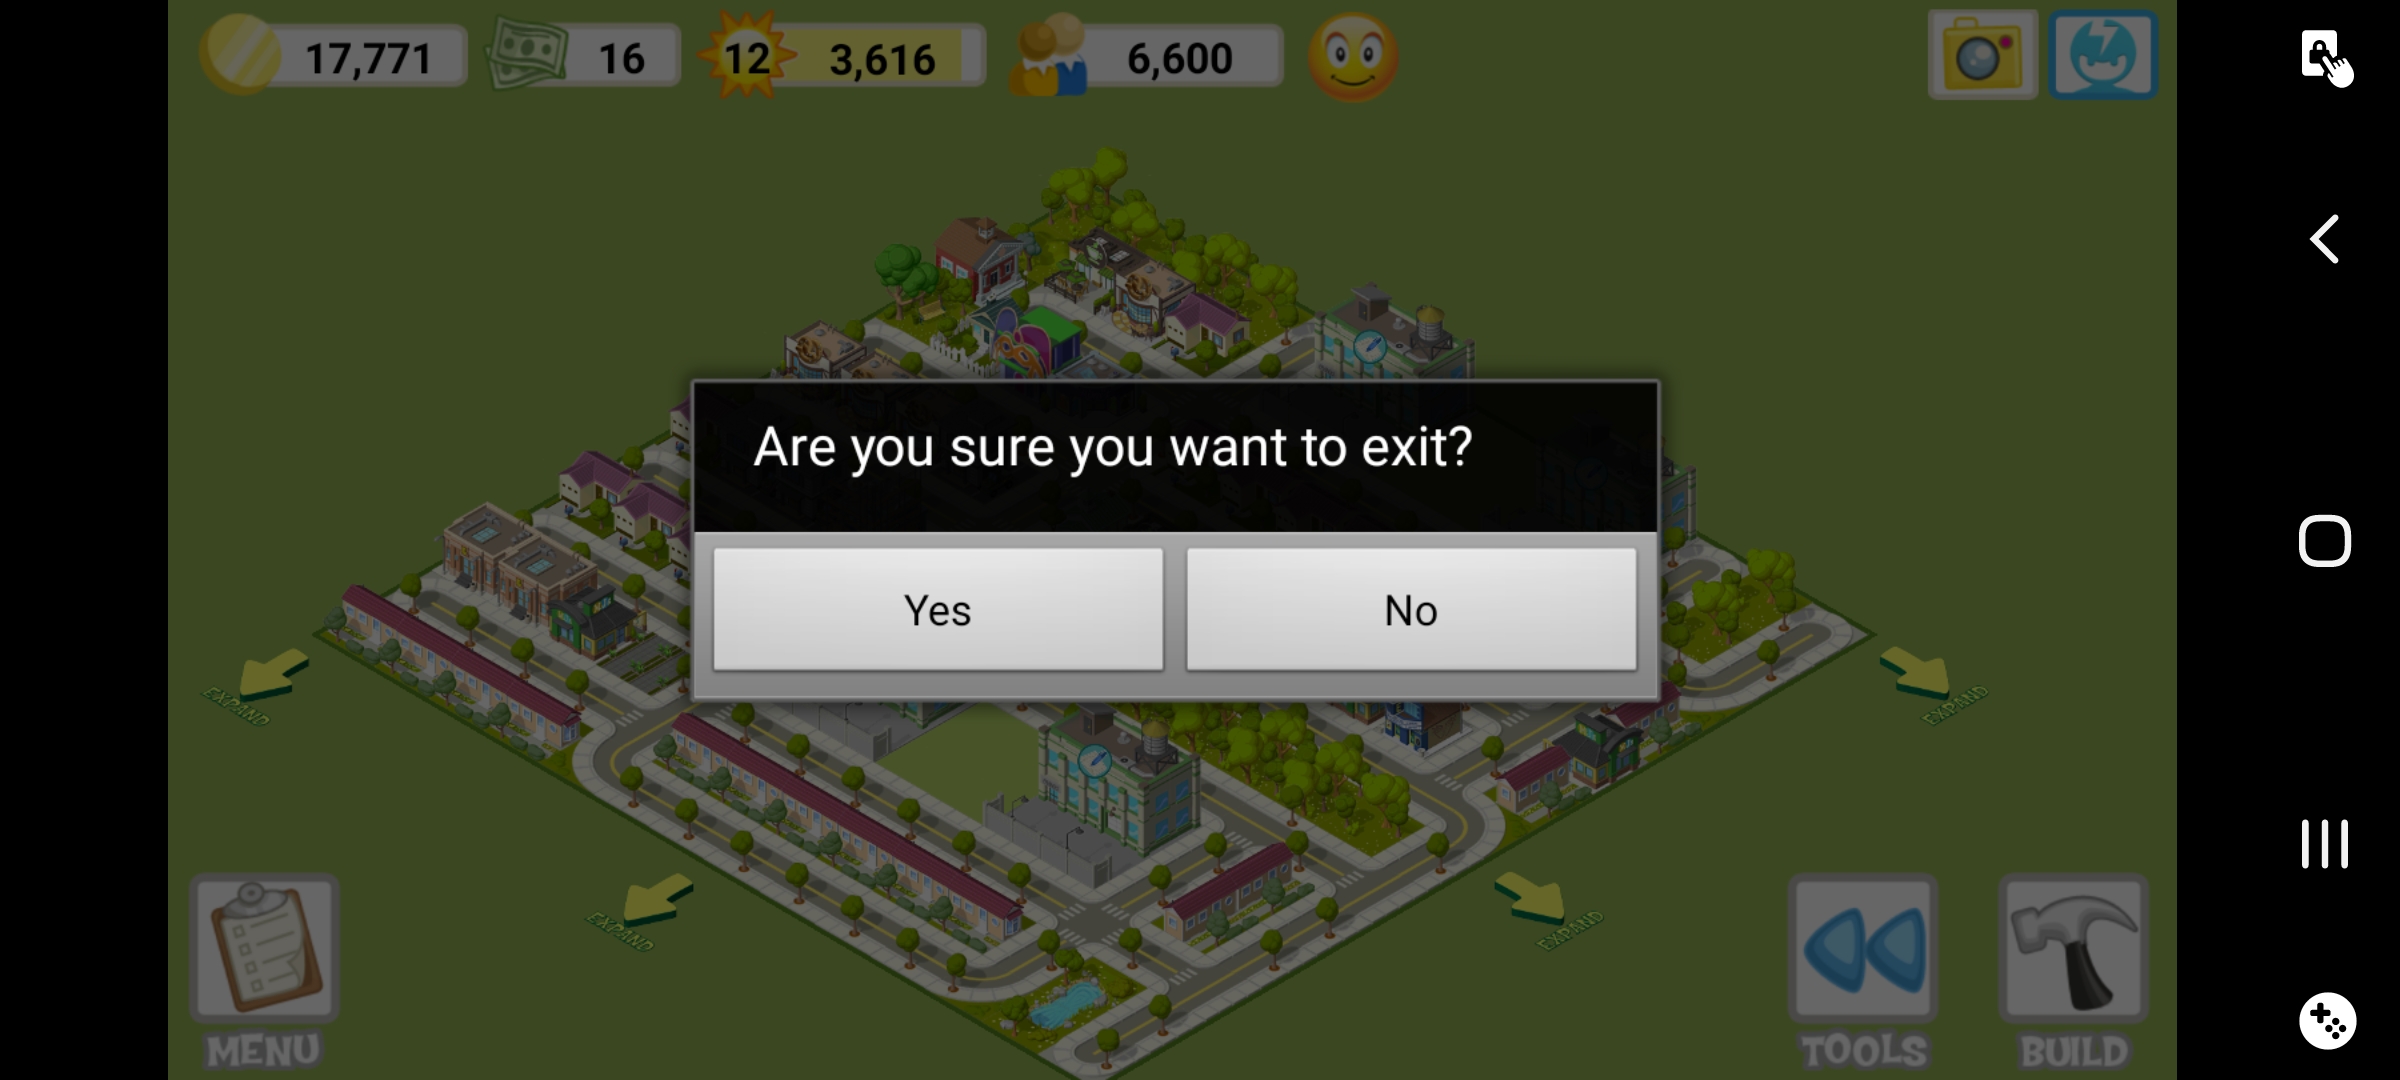 17,771
16
12
3,616
6,600
Are you sure you want to exit?
Yes
No
EXPAND
EXPAND
EXPAND
EXPAND
MENU
TOOLS
BUILD